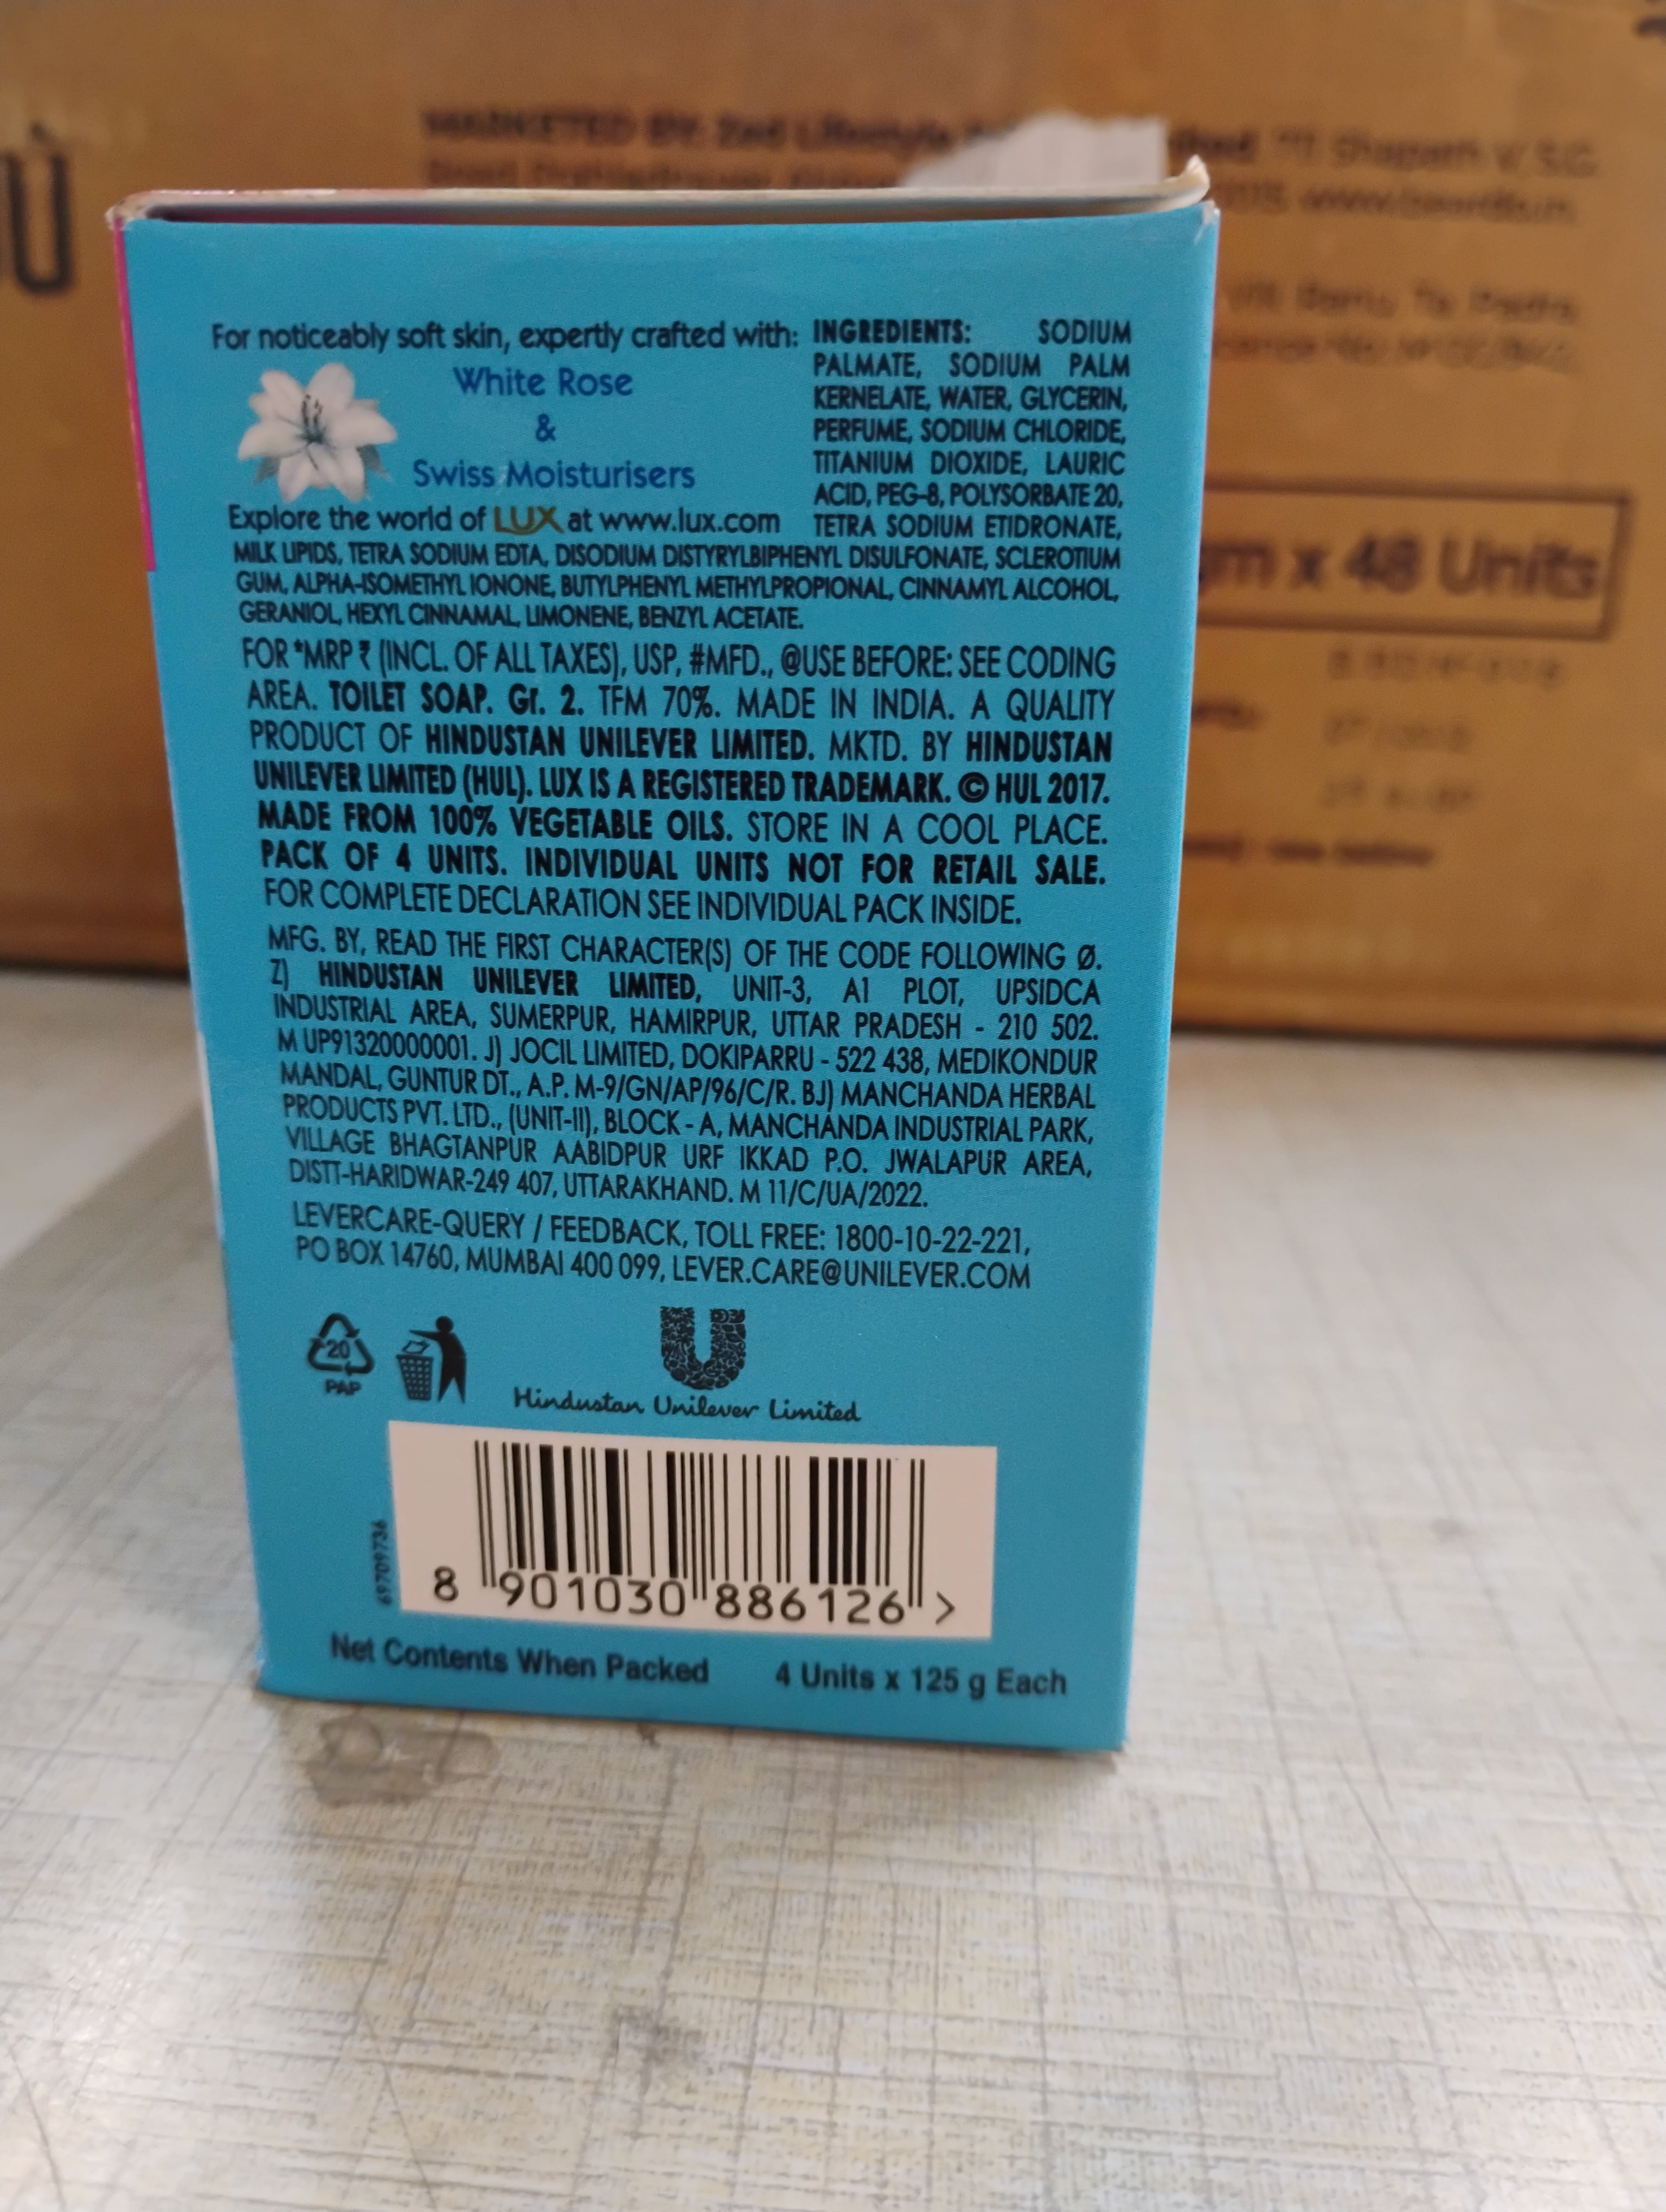 MARKETED BY: Zed Lifestyle
www.beardo.in
gm x 48 Units
For noticeably soft skin, expertly crafted with:
White Rose
&
Swiss Moisturisers
Explore the world of LUX at www.lux.com
INGREDIENTS: SODIUM
PALMATE, SODIUM PALM
KERNELATE, WATER, GLYCERIN,
PERFUME, SODIUM CHLORIDE,
TITANIUM DIOXIDE, LAURIC
ACID, PEG-8, POLYSORBATE 20,
TETRA SODIUM ETIDRONATE,
MILK LIPIDS, TETRA SODIUM EDTA, DISODIUM DISTYRYLBIPHENYL DISULFONATE, SCLEROTIUM
GUM, ALPHA-ISOMETHYL IONONE, BUTYLPHENYL METHYLPROPIONAL, CINNAMYL ALCOHOL,
GERANIOL, HEXYL CINNAMAL, LIMONENE, BENZYL ACETATE.
FOR *MRP ₹ (INCL. OF ALL TAXES), USP, #MFD., @USE BEFORE: SEE CODING
AREA. TOILET SOAP. Gr. 2. TFM 70%. MADE IN INDIA. A QUALITY
PRODUCT OF HINDUSTAN UNILEVER LIMITED. MKTD. BY HINDUSTAN
UNILEVER LIMITED (HUL). LUX IS A REGISTERED TRADEMARK. © HUL 2017.
MADE FROM 100% VEGETABLE OILS. STORE IN A COOL PLACE.
PACK OF 4 UNITS. INDIVIDUAL UNITS NOT FOR RETAIL SALE.
FOR COMPLETE DECLARATION SEE INDIVIDUAL PACK INSIDE.
MFG. BY, READ THE FIRST CHARACTER(S) OF THE CODE FOLLOWING Ø.
Z) HINDUSTAN UNILEVER LIMITED, UNIT-3, A1 PLOT, UPSIDCA
INDUSTRIAL AREA, SUMERPUR, HAMIRPUR, UTTAR PRADESH - 210 502.
M UP91320000001. J) JOCIL LIMITED, DOKIPARRU - 522 438, MEDIKONDUR
MANDAL, GUNTUR DT., A.P. M-9/GN/AP/96/C/R. BJ) MANCHANDA HERBAL
PRODUCTS PVT. LTD., (UNIT-II), BLOCK - A, MANCHANDA INDUSTRIAL PARK,
VILLAGE BHAGTANPUR AABIDPUR URF IKKAD P.O. JWALAPUR AREA,
DISTT-HARIDWAR-249 407, UTTARAKHAND. M 11/C/UA/2022.
LEVERCARE-QUERY / FEEDBACK, TOLL FREE: 1800-10-22-221,
PO BOX 14760, MUMBAI 400 099, LEVER.CARE@UNILEVER.COM
20
PAP
Hindustan Unilever Limited
69709736
8 901030 886126 >
Net Contents When Packed 4 Units x 125 g Each